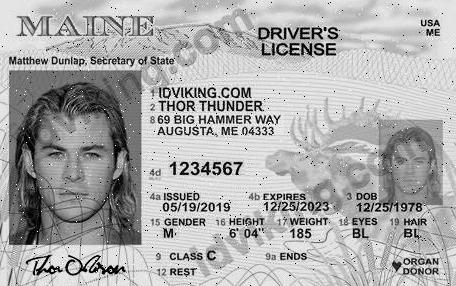 MAINE
DRIVER'S
LICENSE
USA
ME
Matthew Dunlap, Secretary of State
1 IDVIKING.COM
2 THOR THUNDER
8 69 BIG HAMMER WAY
AUGUSTA, ME 04333
4d 1234567
4a ISSUED 4b EXPIRES 3 DOB
05/19/2019 12/25/2023 12/25/1978
15 GENDER 16 HEIGHT 17 WEIGHT 18 EYES 19 HAIR
M 6' 04" 185 BL BL
9 CLASS C 9a ENDS
12 REST
ORGAN
DONOR
idviking.com